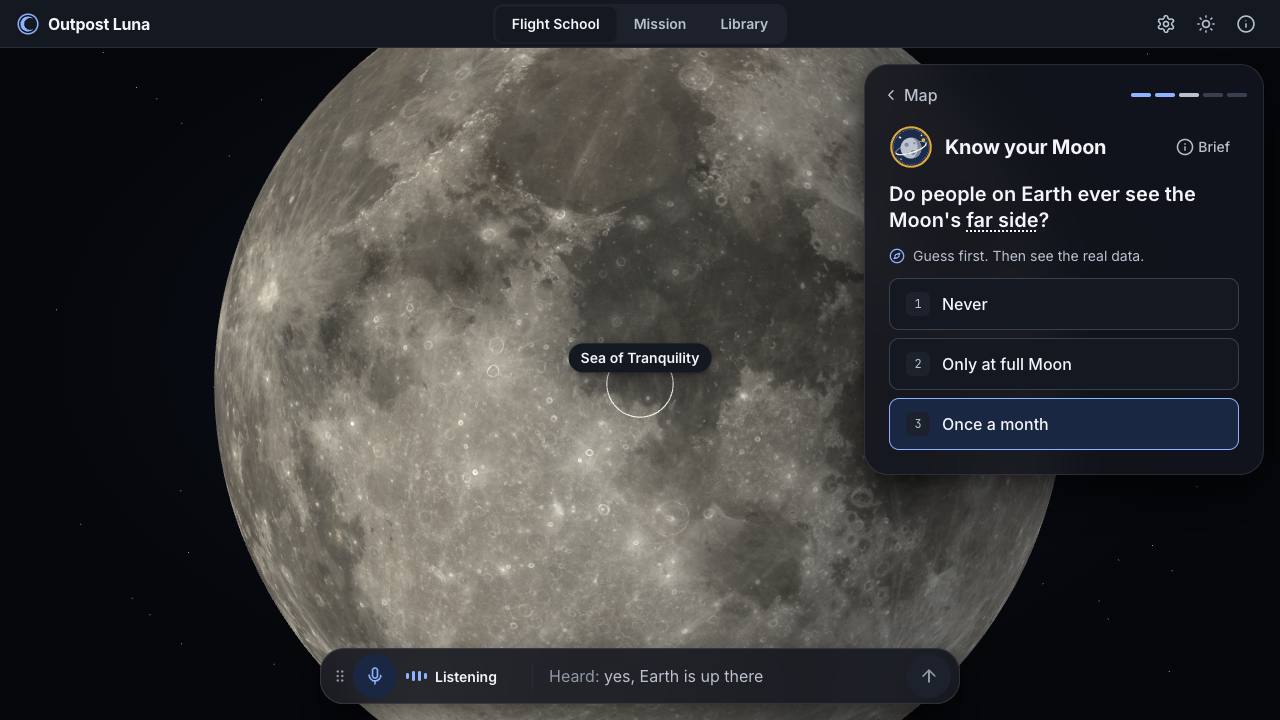 Outpost Luna
Flight School
Mission
Library
Map
Know your Moon
Brief
Do people on Earth ever see the
Moon's far side?
Guess first. Then see the real data.
1 Never
2 Only at full Moon
3 Once a month
Sea of Tranquility
Listening
Heard: yes, Earth is up there